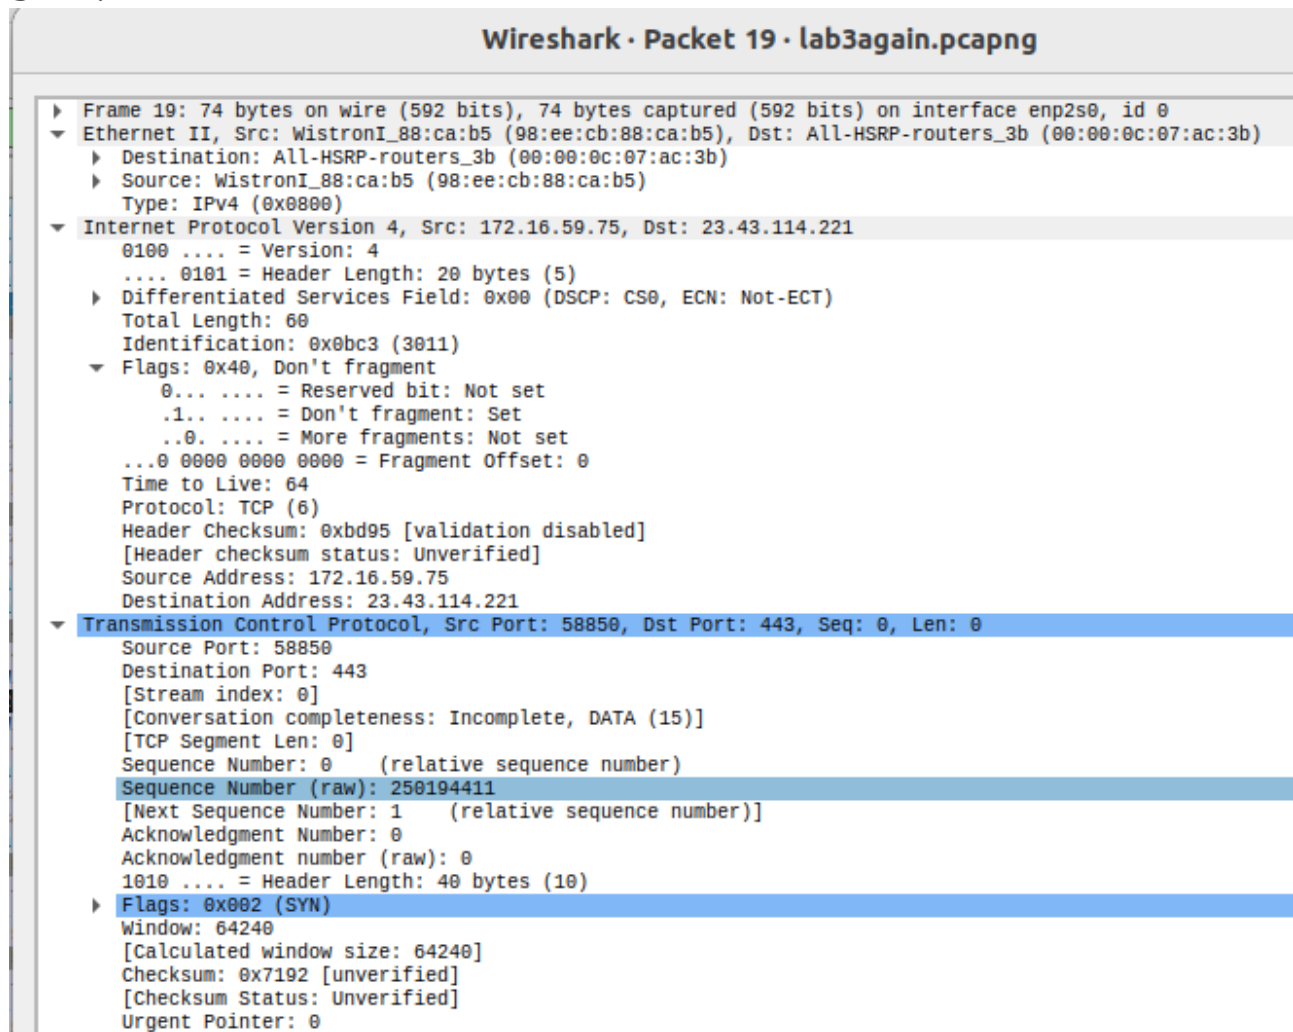 Wireshark · Packet 19 · lab3again.pcapng
Frame 19: 74 bytes on wire (592 bits), 74 bytes captured (592 bits) on interface enp2s0, id 0
Ethernet II, Src: WistronI_88:ca:b5 (98:ee:cb:88:ca:b5), Dst: All-HSRP-routers_3b (00:00:0c:07:ac:3b)
Destination: All-HSRP-routers_3b (00:00:0c:07:ac:3b)
Source: WistronI_88:ca:b5 (98:ee:cb:88:ca:b5)
Type: IPv4 (0x0800)
Internet Protocol Version 4, Src: 172.16.59.75, Dst: 23.43.114.221
0100 .... = Version: 4
.... 0101 = Header Length: 20 bytes (5)
Differentiated Services Field: 0x00 (DSCP: CS0, ECN: Not-ECT)
Total Length: 60
Identification: 0x0bc3 (3011)
Flags: 0x40, Don't fragment
0... .... = Reserved bit: Not set
.1.. .... = Don't fragment: Set
..0. .... = More fragments: Not set
...0 0000 0000 0000 = Fragment Offset: 0
Time to Live: 64
Protocol: TCP (6)
Header Checksum: 0xbd95 [validation disabled]
[Header checksum status: Unverified]
Source Address: 172.16.59.75
Destination Address: 23.43.114.221
Transmission Control Protocol, Src Port: 58850, Dst Port: 443, Seq: 0, Len: 0
Source Port: 58850
Destination Port: 443
[Stream index: 0]
[Conversation completeness: Incomplete, DATA (15)]
[TCP Segment Len: 0]
Sequence Number: 0    (relative sequence number)
Sequence Number (raw): 250194411
[Next Sequence Number: 1    (relative sequence number)]
Acknowledgment Number: 0
Acknowledgment number (raw): 0
1010 .... = Header Length: 40 bytes (10)
Flags: 0x002 (SYN)
Window: 64240
[Calculated window size: 64240]
Checksum: 0x7192 [unverified]
[Checksum Status: Unverified]
Urgent Pointer: 0